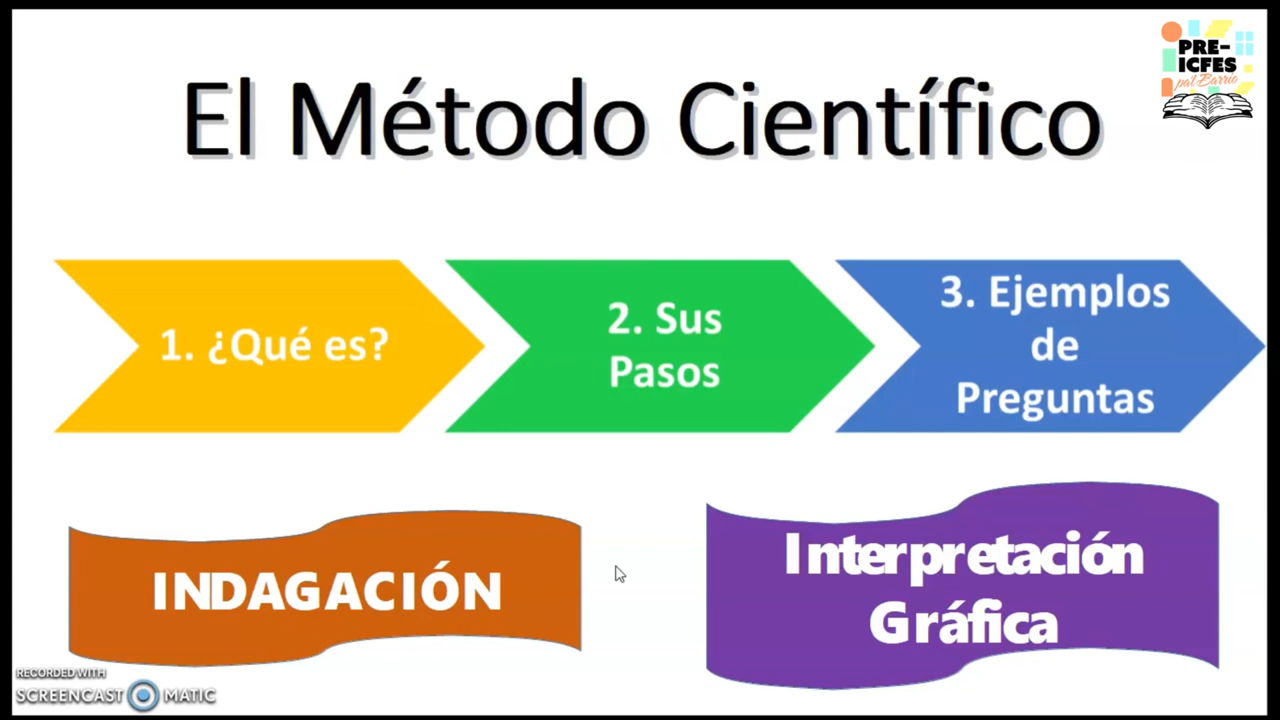 PRE-
ICFES
pa'l Barrio
El Método Científico
1. ¿Qué es?
2. Sus
Pasos
3. Ejemplos
de
Preguntas
INDAGACIÓN
Interpretación
Gráfica
RECORDED WITH
SCREENCAST MATIC